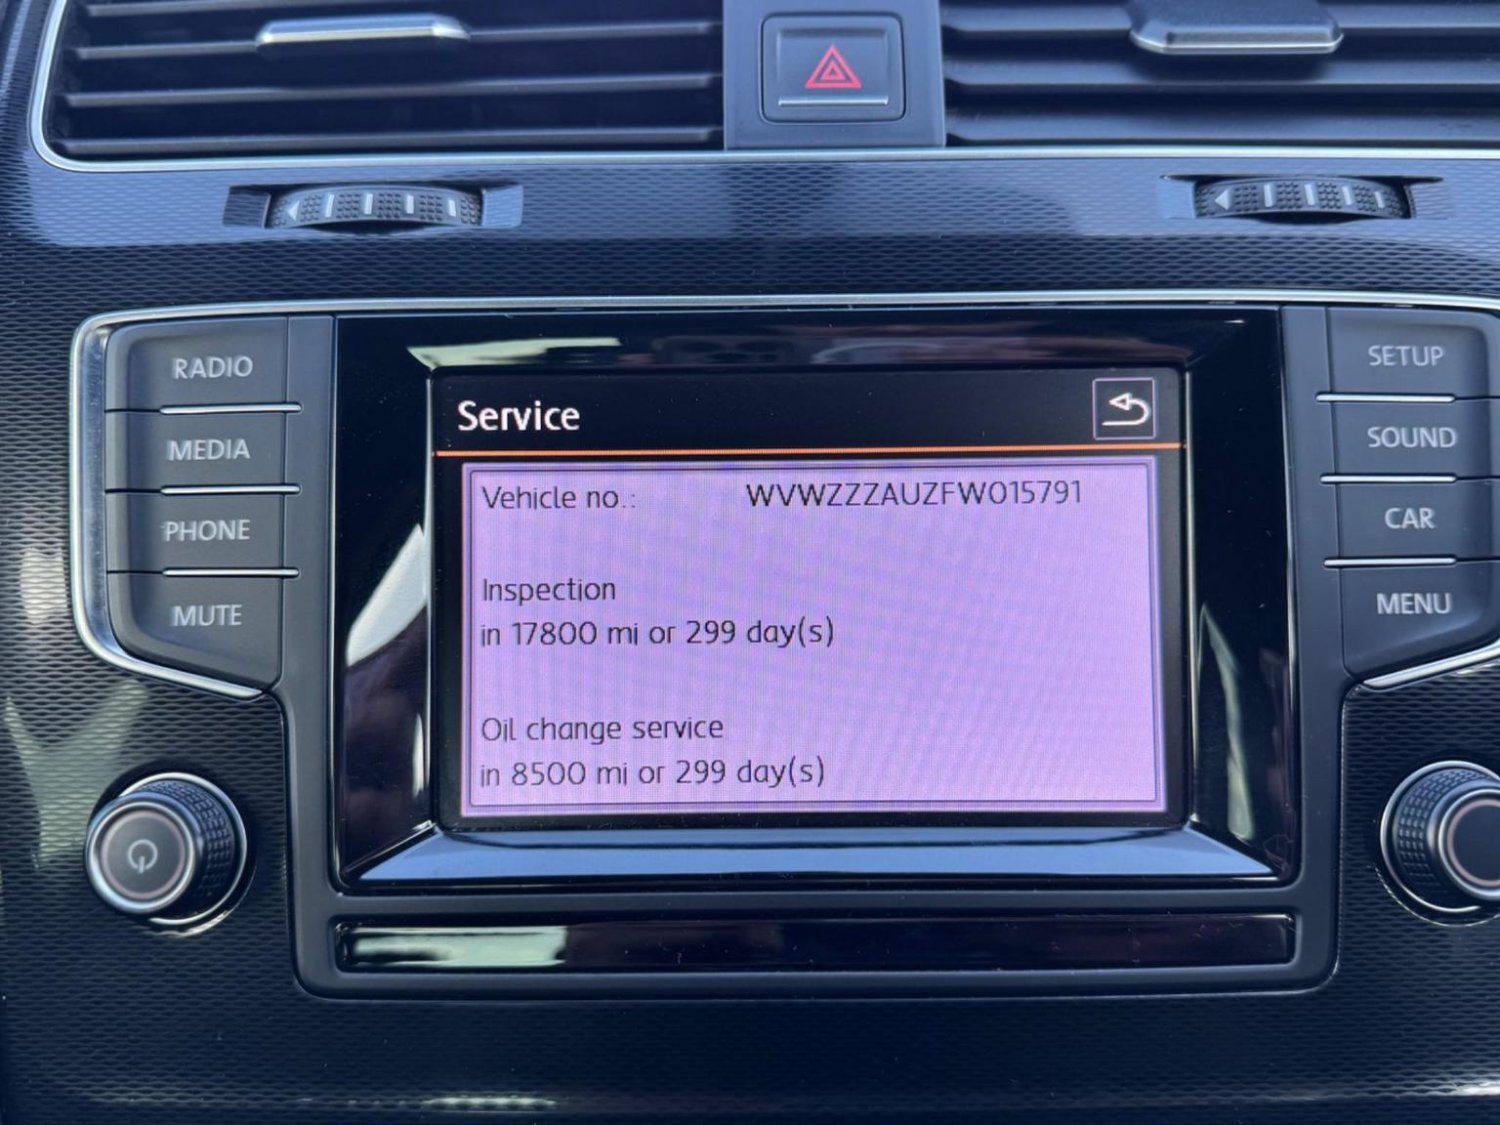 RADIO
MEDIA
PHONE
MUTE
Service
Vehicle no.: WVWZZZAUZFW015791
Inspection
in 17800 mi or 299 day(s)
Oil change service
in 8500 mi or 299 day(s)
SETUP
SOUND
CAR
MENU